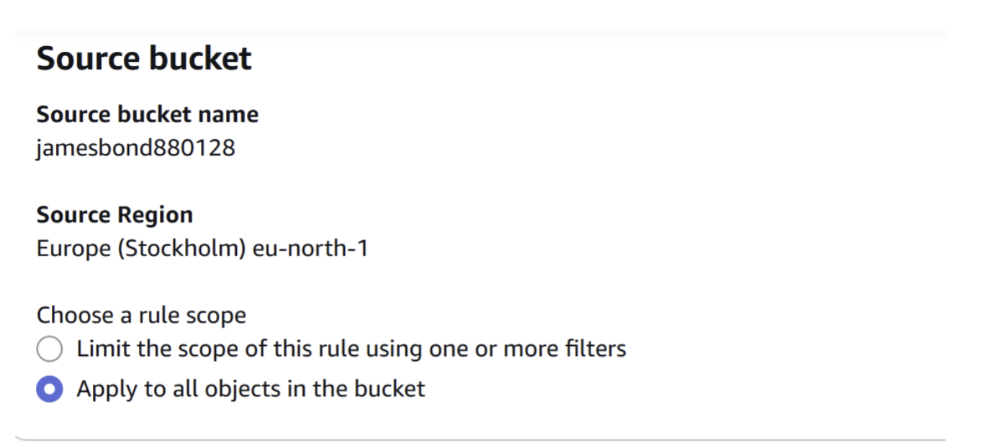 Source bucket
Source bucket name
jamesbond880128
Source Region
Europe (Stockholm) eu-north-1
Choose a rule scope
Limit the scope of this rule using one or more filters
Apply to all objects in the bucket